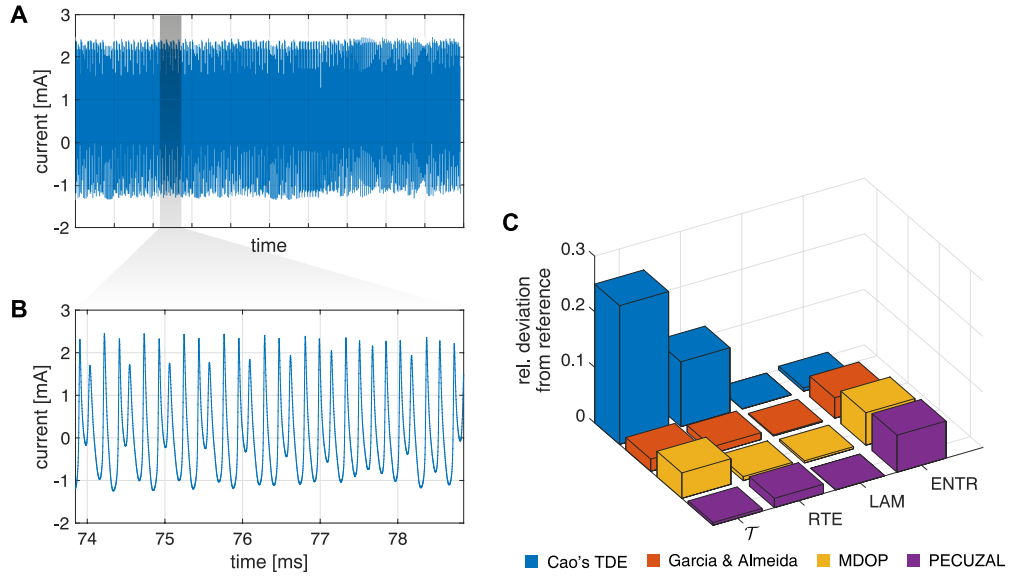 A
3
2
1
0
-1
-2
current [mA]
time
B
3
2
1
0
-1
-2
current [mA]
74
75
76
77
78
time [ms]
C
0.3
0.2
0.1
0
rel. deviation
from reference
𝒯
RTE
LAM
ENTR
Cao's TDE
Garcia & Almeida
MDOP
PECUZAL